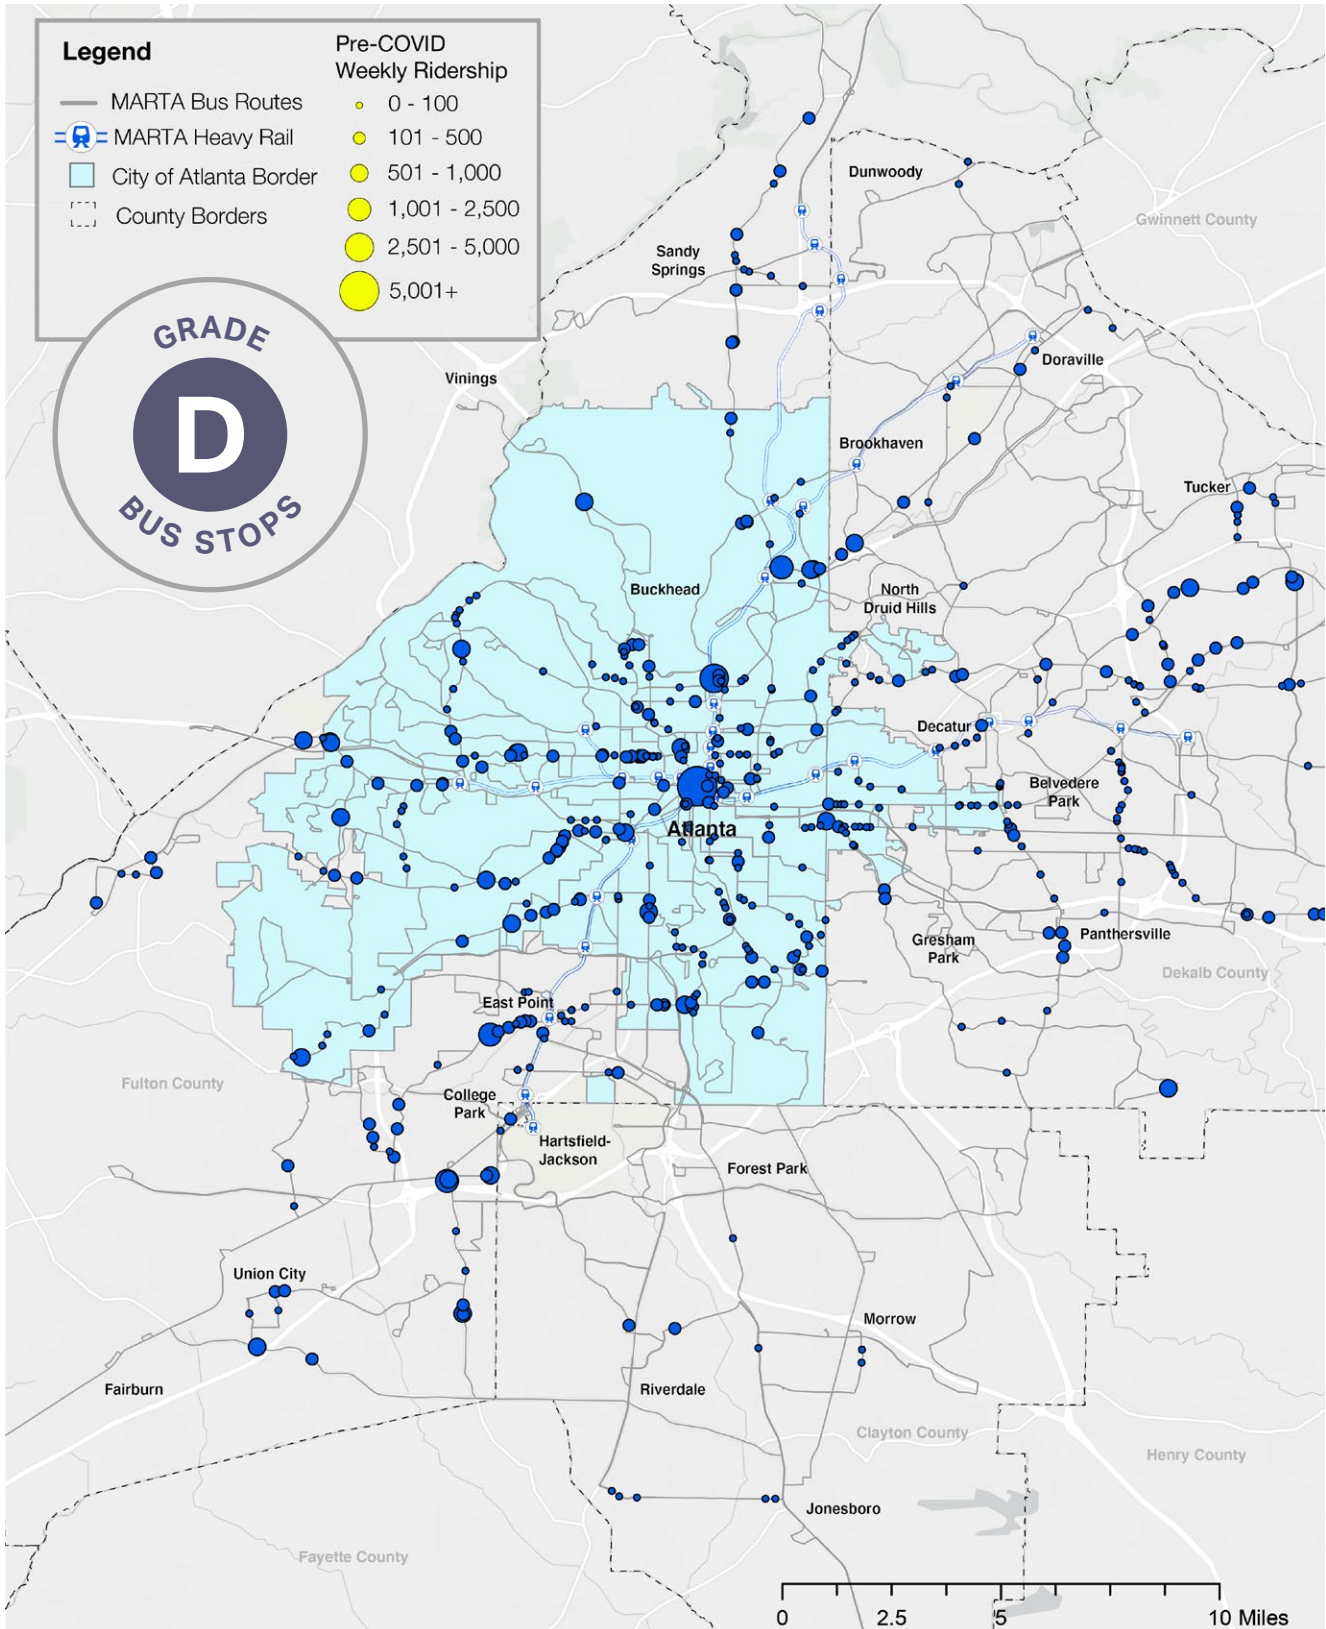 Legend
MARTA Bus Routes
MARTA Heavy Rail
City of Atlanta Border
County Borders
Pre-COVID
Weekly Ridership
0 - 100
101 - 500
501 - 1,000
1,001 - 2,500
2,501 - 5,000
5,001+
GRADE
D
BUS STOPS
Dunwoody
Gwinnett County
Sandy
Springs
Doraville
Vinings
Brookhaven
Tucker
Buckhead
North
Druid Hills
Decatur
Belvedere
Park
Atlanta
Gresham
Park
Panthersville
Dekalb County
East Point
Fulton County
College
Park
Hartsfield-
Jackson
Forest Park
Union City
Morrow
Fairburn
Riverdale
Clayton County
Henry County
Jonesboro
Fayette County
0 2.5 5 10 Miles